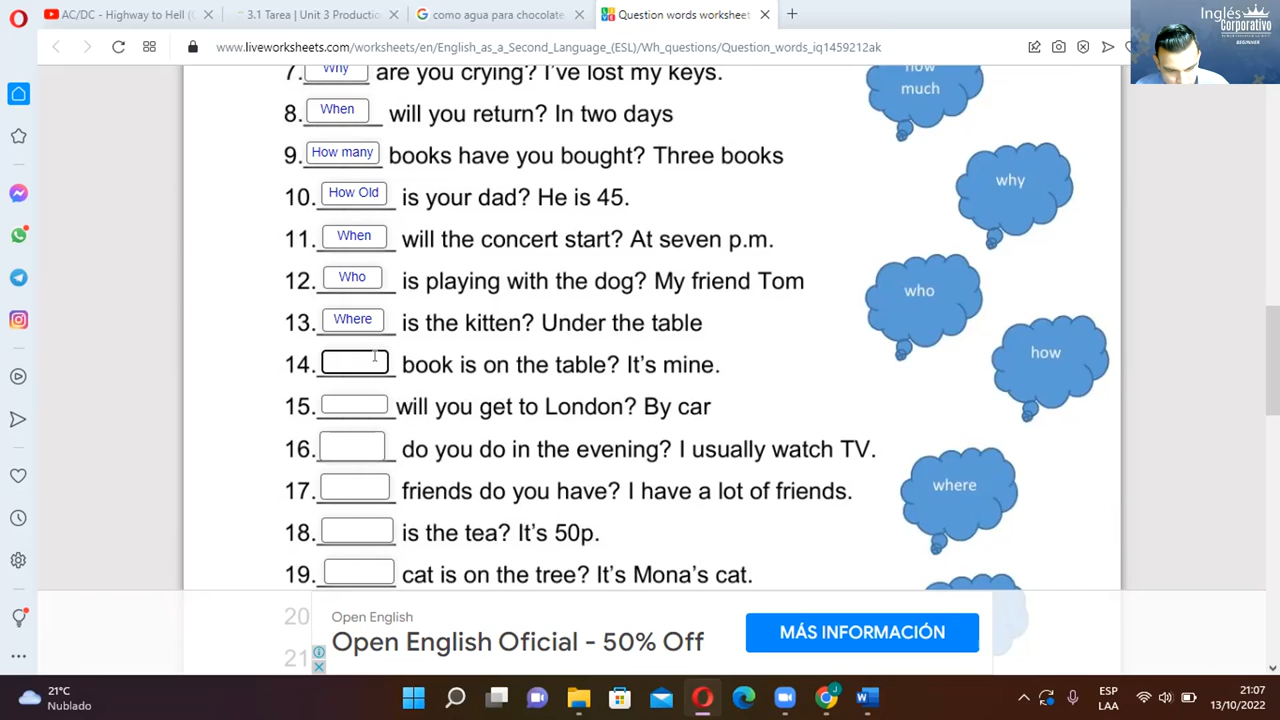 AC/DC - Highway to Hell (
3.1 Tarea | Unit 3 Productio
como agua para chocolate
Question words worksheet
www.liveworksheets.com/worksheets/en/English_as_a_Second_Language_(ESL)/Wh_questions/Question_words_iq1459212ak
Inglés
Corporativo
BEGINNER
7. Why are you crying? I've lost my keys.
how
much
8. When will you return? In two days
9. How many books have you bought? Three books
why
10. How Old is your dad? He is 45.
11. When will the concert start? At seven p.m.
12. Who is playing with the dog? My friend Tom
who
13. Where is the kitten? Under the table
how
14. book is on the table? It's mine.
15. will you get to London? By car
16. do you do in the evening? I usually watch TV.
where
17. friends do you have? I have a lot of friends.
18. is the tea? It's 50p.
19. cat is on the tree? It's Mona's cat.
20
21
Open English
Open English Oficial - 50% Off
MÁS INFORMACIÓN
21°C
Nublado
ESP
LAA
21:07
13/10/2022